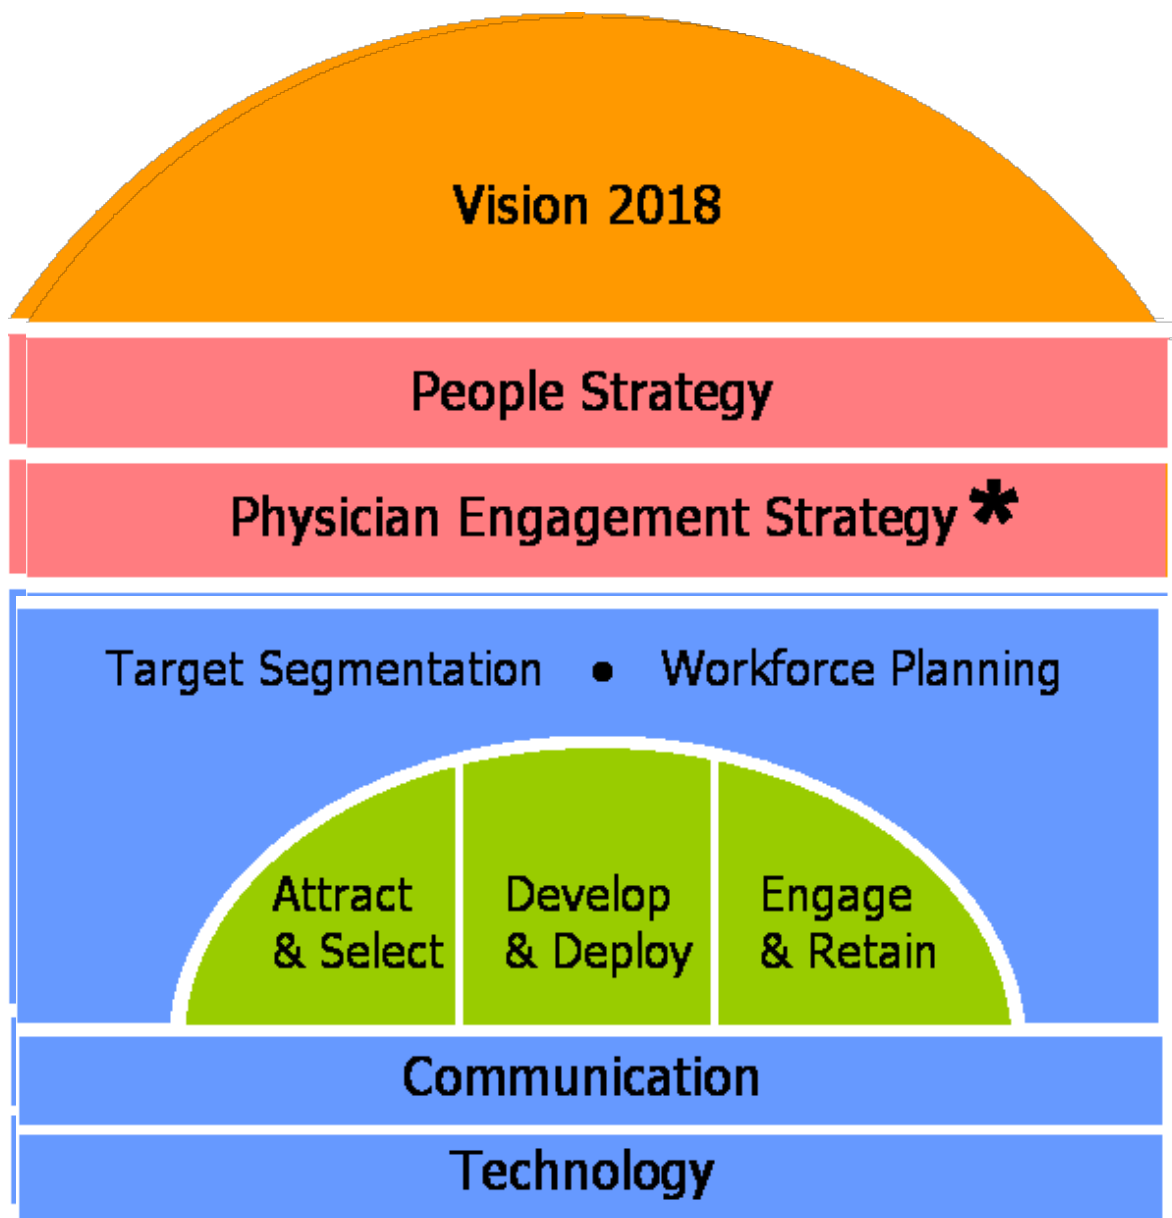 Vision 2018
People Strategy
Physician Engagement Strategy *
Target Segmentation • Workforce Planning
Attract
& Select
Develop
& Deploy
Engage
& Retain
Communication
Technology